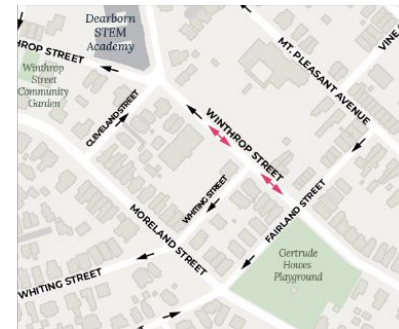 Dearborn
STEM
Academy
MT. PLEASANT AVENUE
VINE S
HROP STREET
Winthrop
Street
Community
Garden
CLEVELAND STREET
WINTHROP STREET
WHITING STREET
FAIRLAND STREET
MORELAND STREET
Gertrude
Howes
Playground
WHITING STREET